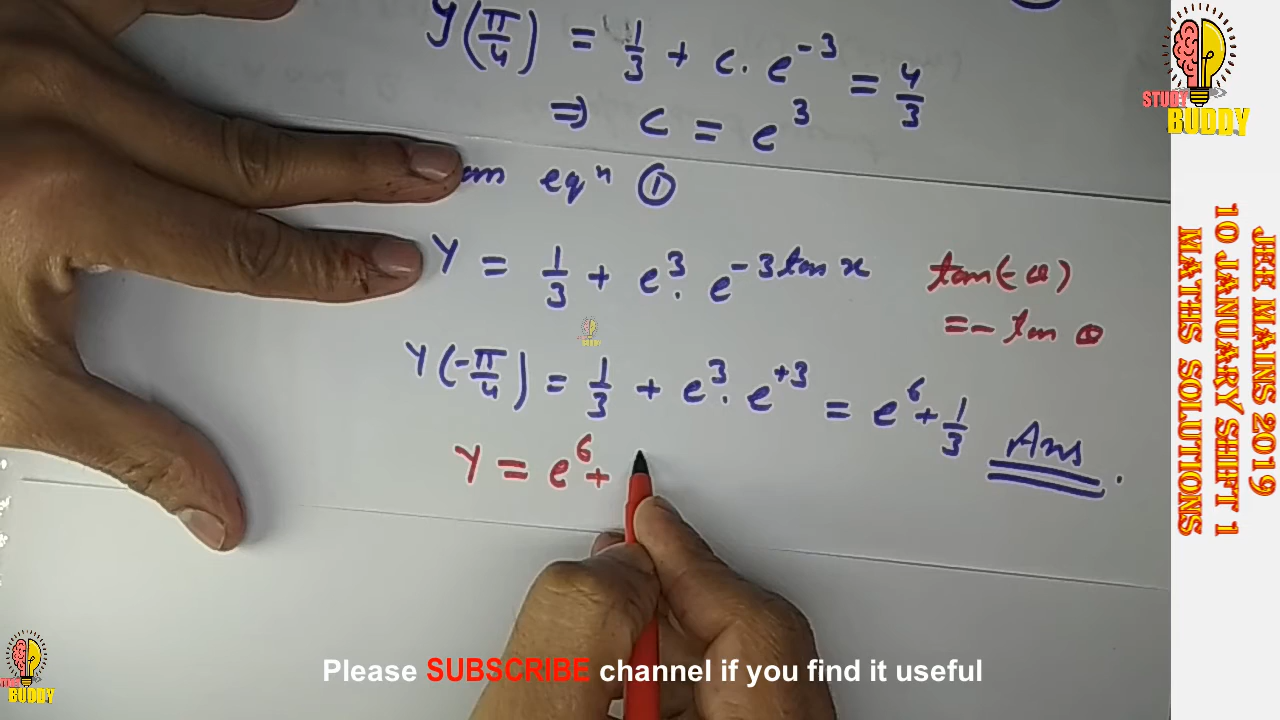 y(π/4) = 1/3 + c. e^-3 = 4/3
⇒ c = e^3
eqn ①
Y = 1/3 + e^3. e^-3tan x
tan(-θ)
= - tan θ
Y(-π/4) = 1/3 + e^3. e^+3 = e^6 + 1/3 Ans.
Y = e^6 +
Please SUBSCRIBE channel if you find it useful
STUDY
BUDDY
JEE MAINS 2019
10 JANUARY SHIFT 1
MATHS SOLUTIONS
BUDDY